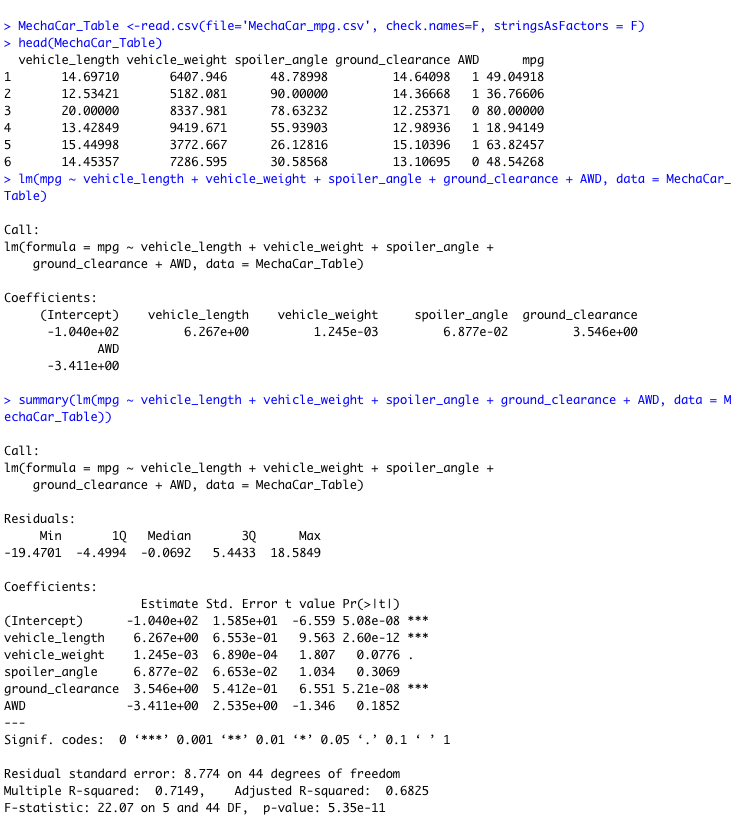 > MechaCar_Table <-read.csv(file='MechaCar_mpg.csv', check.names=F, stringsAsFactors = F)
> head(MechaCar_Table)
  vehicle_length vehicle_weight spoiler_angle ground_clearance AWD      mpg
1       14.69710       6407.946      48.78998         14.64098   1 49.04918
2       12.53421       5182.081      90.00000         14.36668   1 36.76606
3       20.00000       8337.981      78.63232         12.25371   0 80.00000
4       13.42849       9419.671      55.93903         12.98936   1 18.94149
5       15.44998       3772.667      26.12816         15.10396   1 63.82457
6       14.45357       7286.595      30.58568         13.10695   0 48.54268
> lm(mpg ~ vehicle_length + vehicle_weight + spoiler_angle + ground_clearance + AWD, data = MechaCar_
Table)

Call:
lm(formula = mpg ~ vehicle_length + vehicle_weight + spoiler_angle +
    ground_clearance + AWD, data = MechaCar_Table)

Coefficients:
     (Intercept)    vehicle_length    vehicle_weight     spoiler_angle  ground_clearance
      -1.040e+02         6.267e+00         1.245e-03         6.877e-02         3.546e+00
             AWD
      -3.411e+00

> summary(lm(mpg ~ vehicle_length + vehicle_weight + spoiler_angle + ground_clearance + AWD, data = M
echaCar_Table))

Call:
lm(formula = mpg ~ vehicle_length + vehicle_weight + spoiler_angle +
    ground_clearance + AWD, data = MechaCar_Table)

Residuals:
     Min       1Q   Median       3Q      Max
-19.4701  -4.4994  -0.0692   5.4433  18.5849

Coefficients:
                   Estimate Std. Error t value Pr(>|t|)
(Intercept)      -1.040e+02  1.585e+01  -6.559 5.08e-08 ***
vehicle_length    6.267e+00  6.553e-01   9.563 2.60e-12 ***
vehicle_weight    1.245e-03  6.890e-04   1.807   0.0776 .
spoiler_angle     6.877e-02  6.653e-02   1.034   0.3069
ground_clearance  3.546e+00  5.412e-01   6.551 5.21e-08 ***
AWD              -3.411e+00  2.535e+00  -1.346   0.1852
---
Signif. codes:  0 ‘***’ 0.001 ‘**’ 0.01 ‘*’ 0.05 ‘.’ 0.1 ‘ ’ 1

Residual standard error: 8.774 on 44 degrees of freedom
Multiple R-squared:  0.7149,    Adjusted R-squared:  0.6825
F-statistic: 22.07 on 5 and 44 DF,  p-value: 5.35e-11